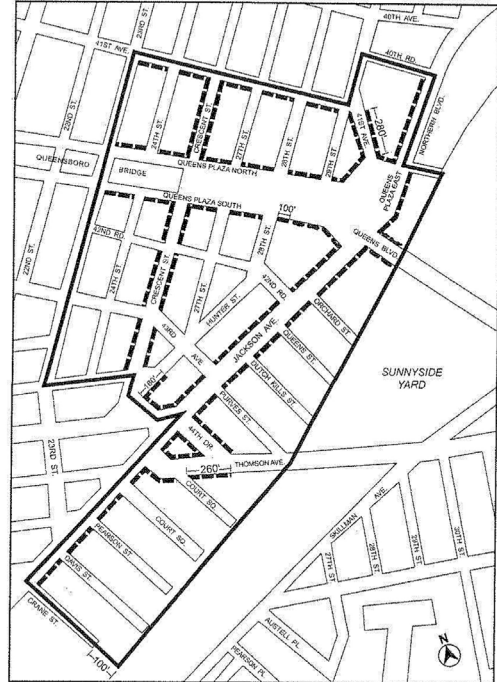 40TH AVE.
23RD ST.
41ST AVE.
40TH RD.
22ND ST.
24TH ST.
CRESCENT ST.
27TH ST.
28TH ST.
29TH ST.
41ST AVE.
280'
NORTHERN BLVD.
QUEENSBORO
BRIDGE
QUEENS PLAZA NORTH
QUEENS PLAZA EAST
QUEENS PLAZA SOUTH
100'
42ND RD.
28TH ST.
QUEENS BLVD.
22ND ST.
24TH ST.
CRESCENT ST.
27TH ST.
42ND RD.
HUNTER ST.
ORCHARD ST.
43RD
AVE
JACKSON AVE.
QUEENS ST.
SUNNYSIDE
YARD
160'
DUTCH KILLS ST.
PURVES ST.
44TH DR.
23RD ST.
THOMSON AVE.
260'
COURT SQ.
COURT SQ.
SKILLMAN AVE.
PEARSON ST
27TH ST
28TH ST
29TH ST
30TH ST
DAVIS ST.
CRANE ST.
AUSTELL PL
PEARSON PL
100'
N